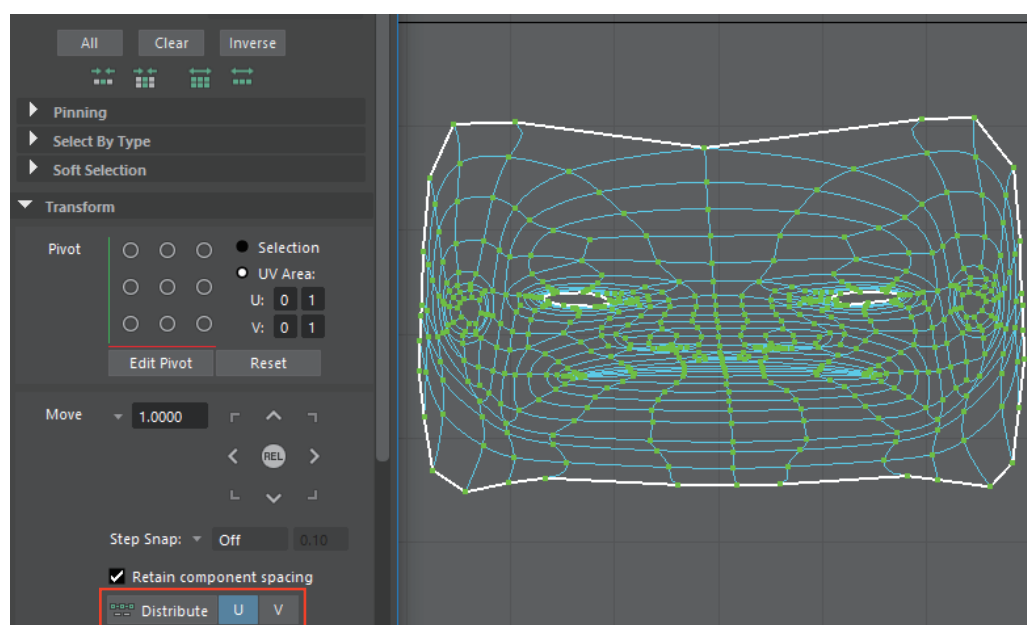 All Clear Inverse
Pinning
Select By Type
Soft Selection
Transform
Pivot Selection
UV Area:
U: 0 1
V: 0 1
Edit Pivot Reset
Move 1.0000
REL
Step Snap: Off 0.10
Retain component spacing
Distribute U V